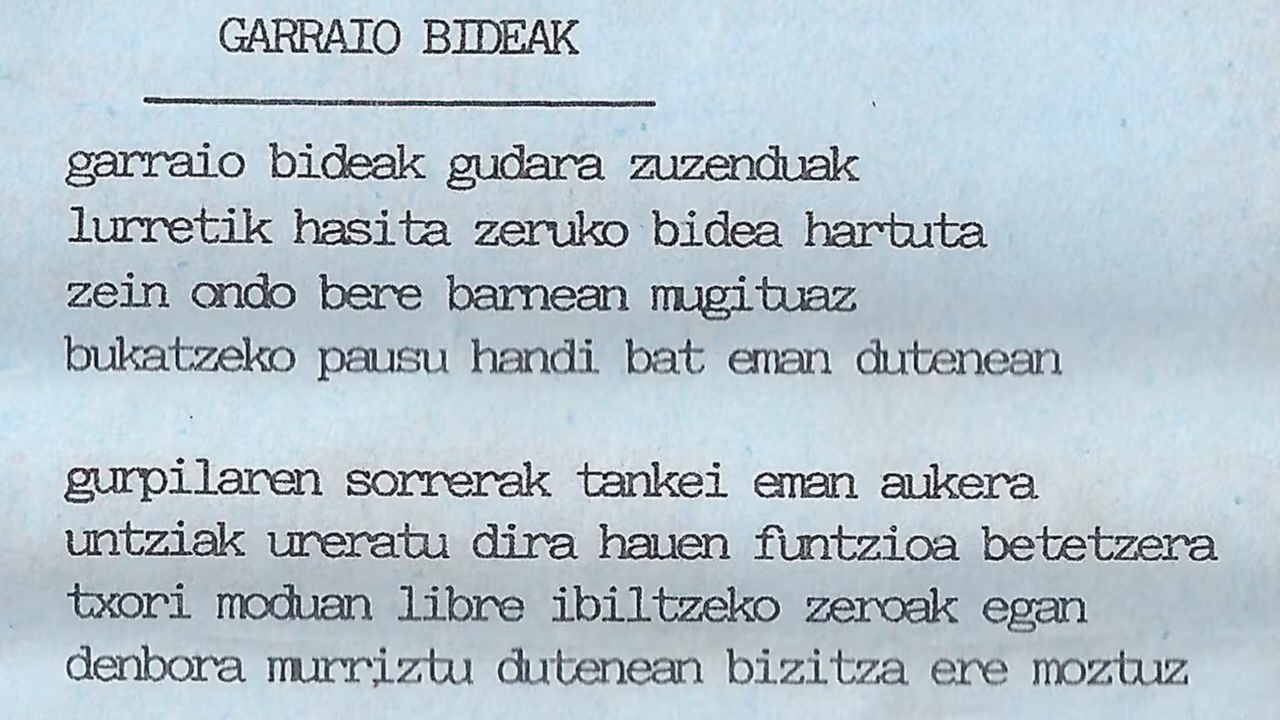 GARRAIO BIDEAK
garraio bideak gudara zuzenduak
lurretik hasita zeruko bidea hartuta
zein ondo bere barnean mugituaz
bukatzeko pausu handi bat eman dutenean
gurpilaren sorrerak tankei eman aukera
untziak ureratu dira hauen funtzioa betetzera
txori moduan libre ibiltzeko zeroak egan
denbora murriztu dutenean bizitza ere moztuz